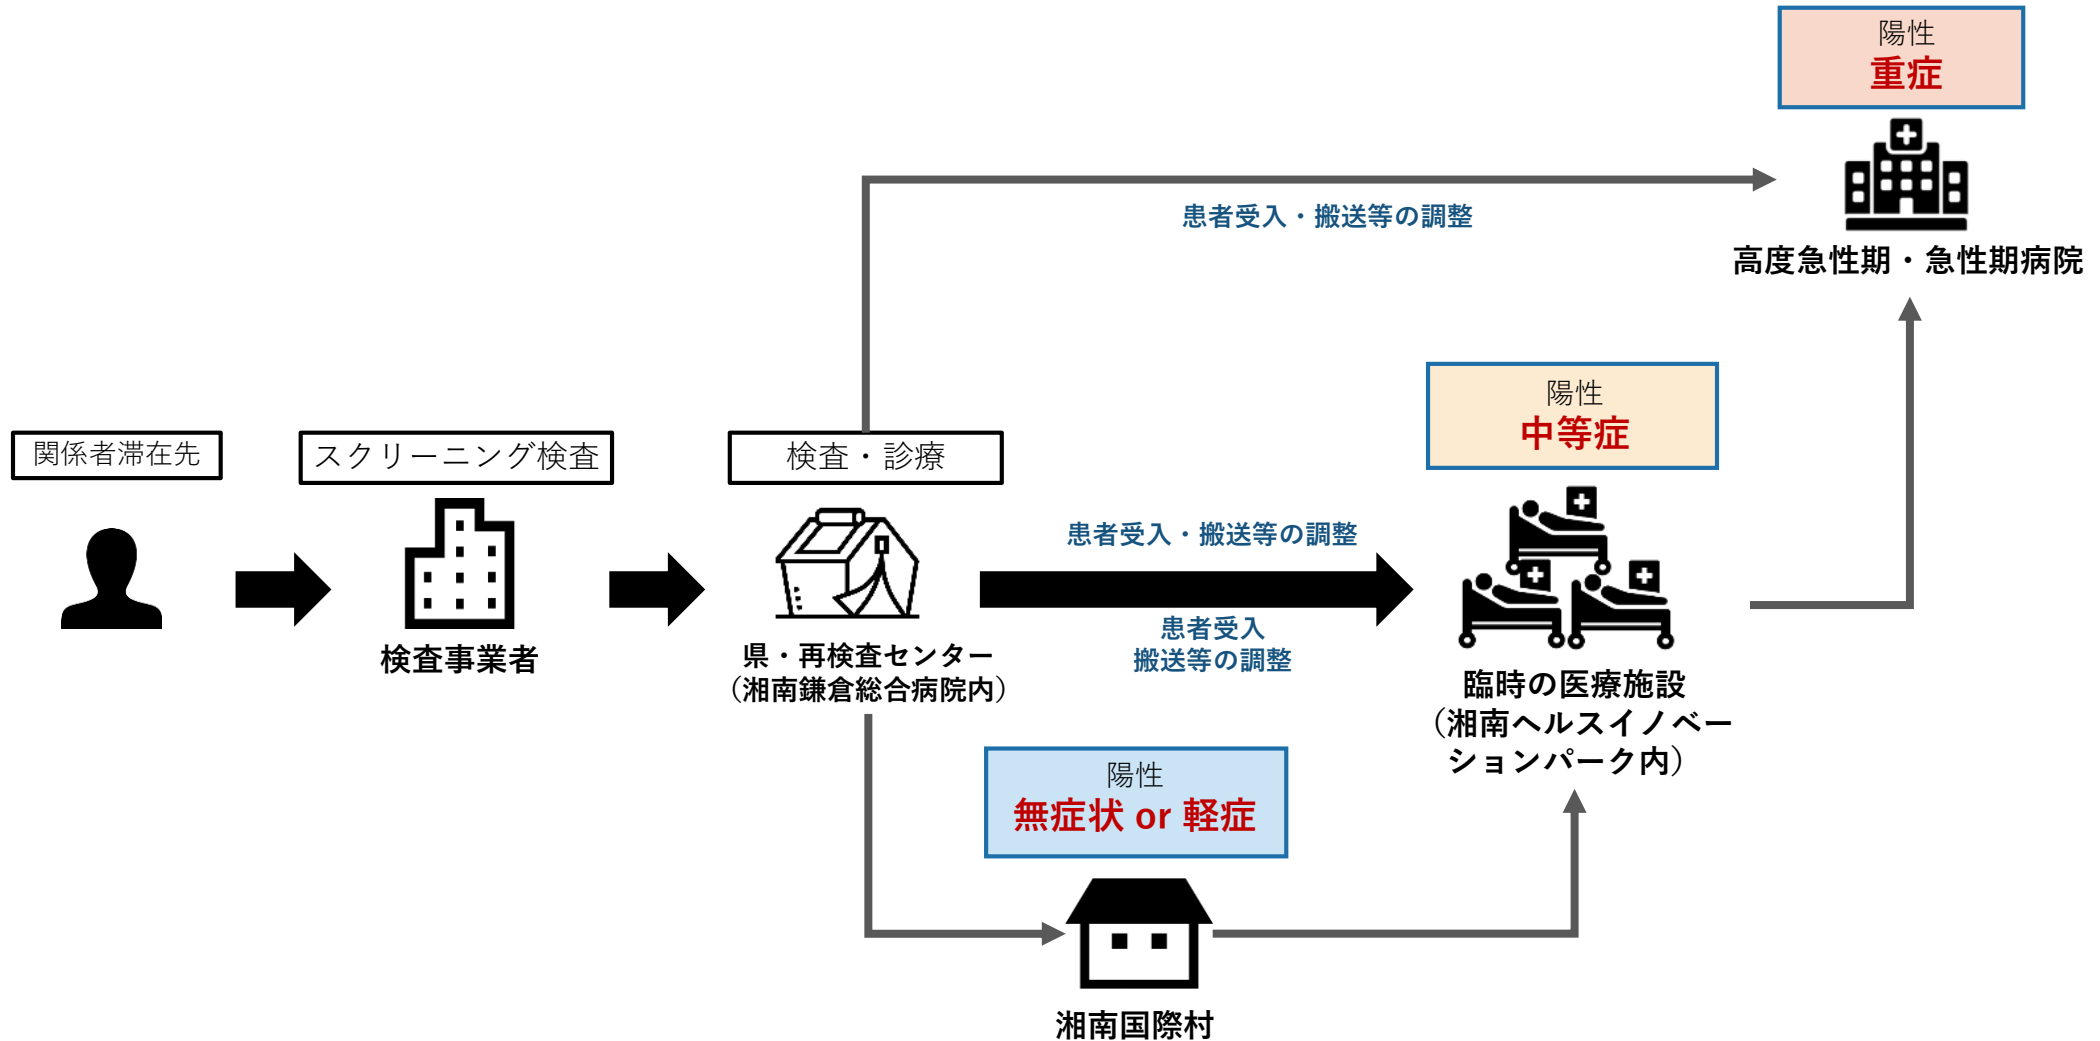 陽性
重症
高度急性期・急性期病院
患者受入・搬送等の調整
陽性
中等症
関係者滞在先
スクリーニング検査
検査・診療
検査事業者
県・再検査センター
（湘南鎌倉総合病院内）
患者受入・搬送等の調整
患者受入
搬送等の調整
臨時の医療施設
（湘南ヘルスイノベー
ションパーク内）
陽性
無症状 or 軽症
湘南国際村